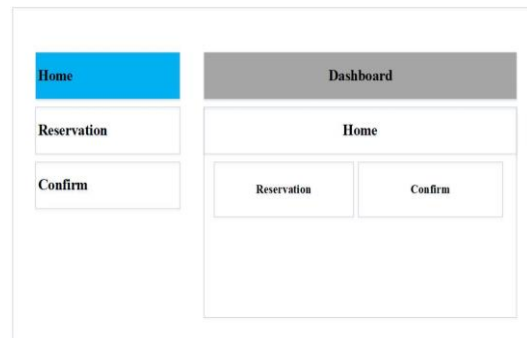 Home
Reservation
Confirm
Dashboard
Home
Reservation
Confirm